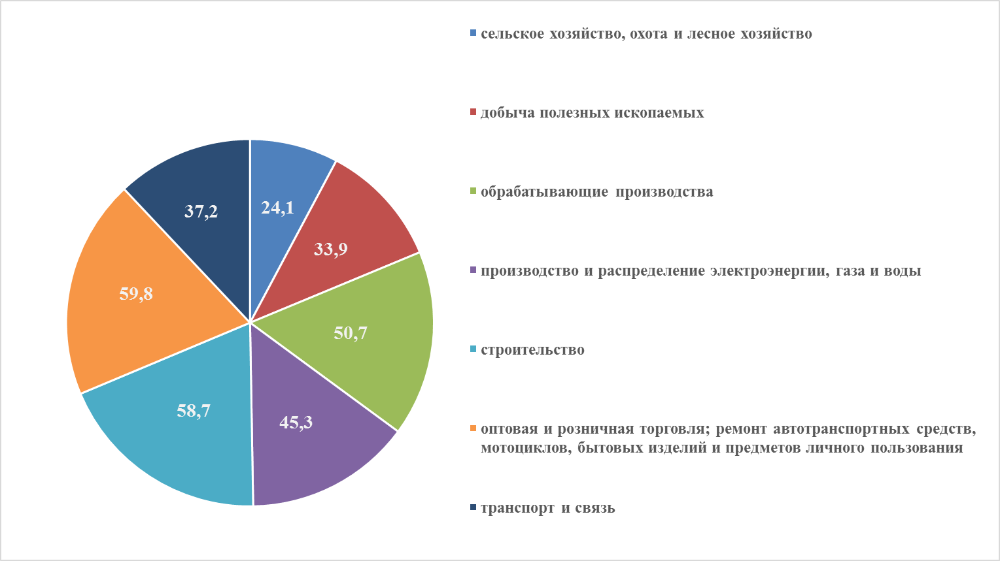 сельское хозяйство, охота и лесное хозяйство
добыча полезных ископаемых
обрабатывающие производства
производство и распределение электроэнергии, газа и воды
строительство
оптовая и розничная торговля; ремонт автотранспортных средств,
мотоциклов, бытовых изделий и предметов личного пользования
транспорт и связь
24,1
33,9
50,7
45,3
58,7
59,8
37,2